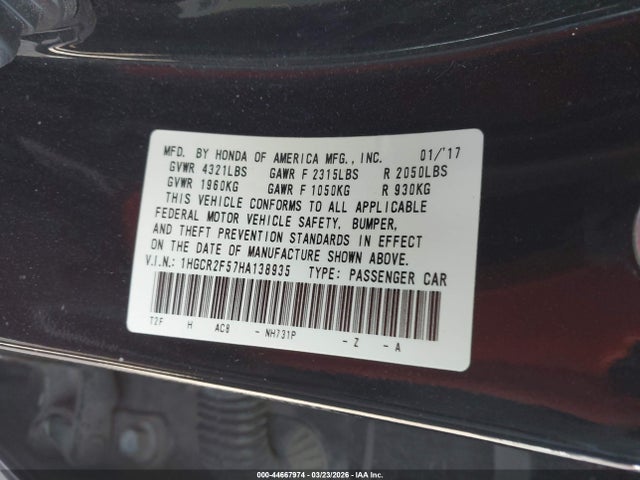 MFD. BY HONDA OF AMERICA MFG., INC. 01/'17
GVWR 4321LBS GAWR F 2315LBS R 2050LBS
GVWR 1960KG GAWR F 1050KG R 930KG
THIS VEHICLE CONFORMS TO ALL APPLICABLE
FEDERAL MOTOR VEHICLE SAFETY, BUMPER,
AND THEFT PREVENTION STANDARDS IN EFFECT
ON THE DATE OF MANUFACTURE SHOWN ABOVE.
V.I.N.: 1HGCR2F57HA138935 TYPE: PASSENGER CAR
T2F H AC8 - NH731P - Z - A
000-44667974 | 03/23/2026 | IAA Inc.